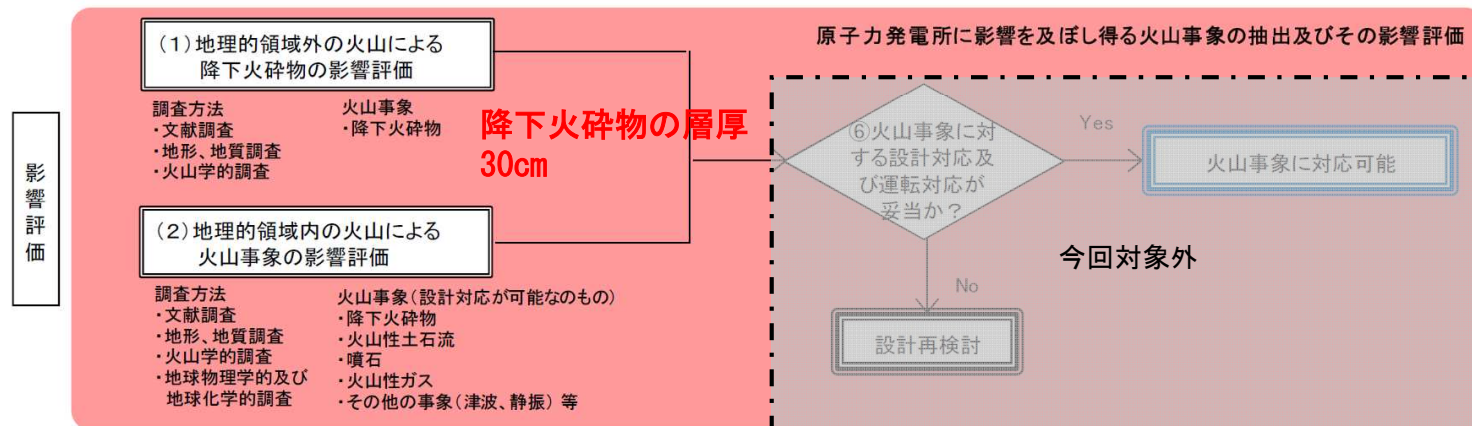 影響評価
原子力発電所に影響を及ぼし得る火山事象の抽出及びその影響評価
(1)地理的領域外の火山による
降下火砕物の影響評価
調査方法
・文献調査
・地形、地質調査
・火山学的調査
火山事象
・降下火砕物
降下火砕物の層厚
30cm
(2)地理的領域内の火山による
火山事象の影響評価
調査方法
・文献調査
・地形、地質調査
・火山学的調査
・地球物理学的及び
地球化学的調査
火山事象(設計対応が可能なのもの)
・降下火砕物
・火山性土石流
・噴石
・火山性ガス
・その他の事象(津波、静振) 等
⑥火山事象に対
する設計対応及
び運転対応が
妥当か?
Yes
火山事象に対応可能
今回対象外
No
設計再検討